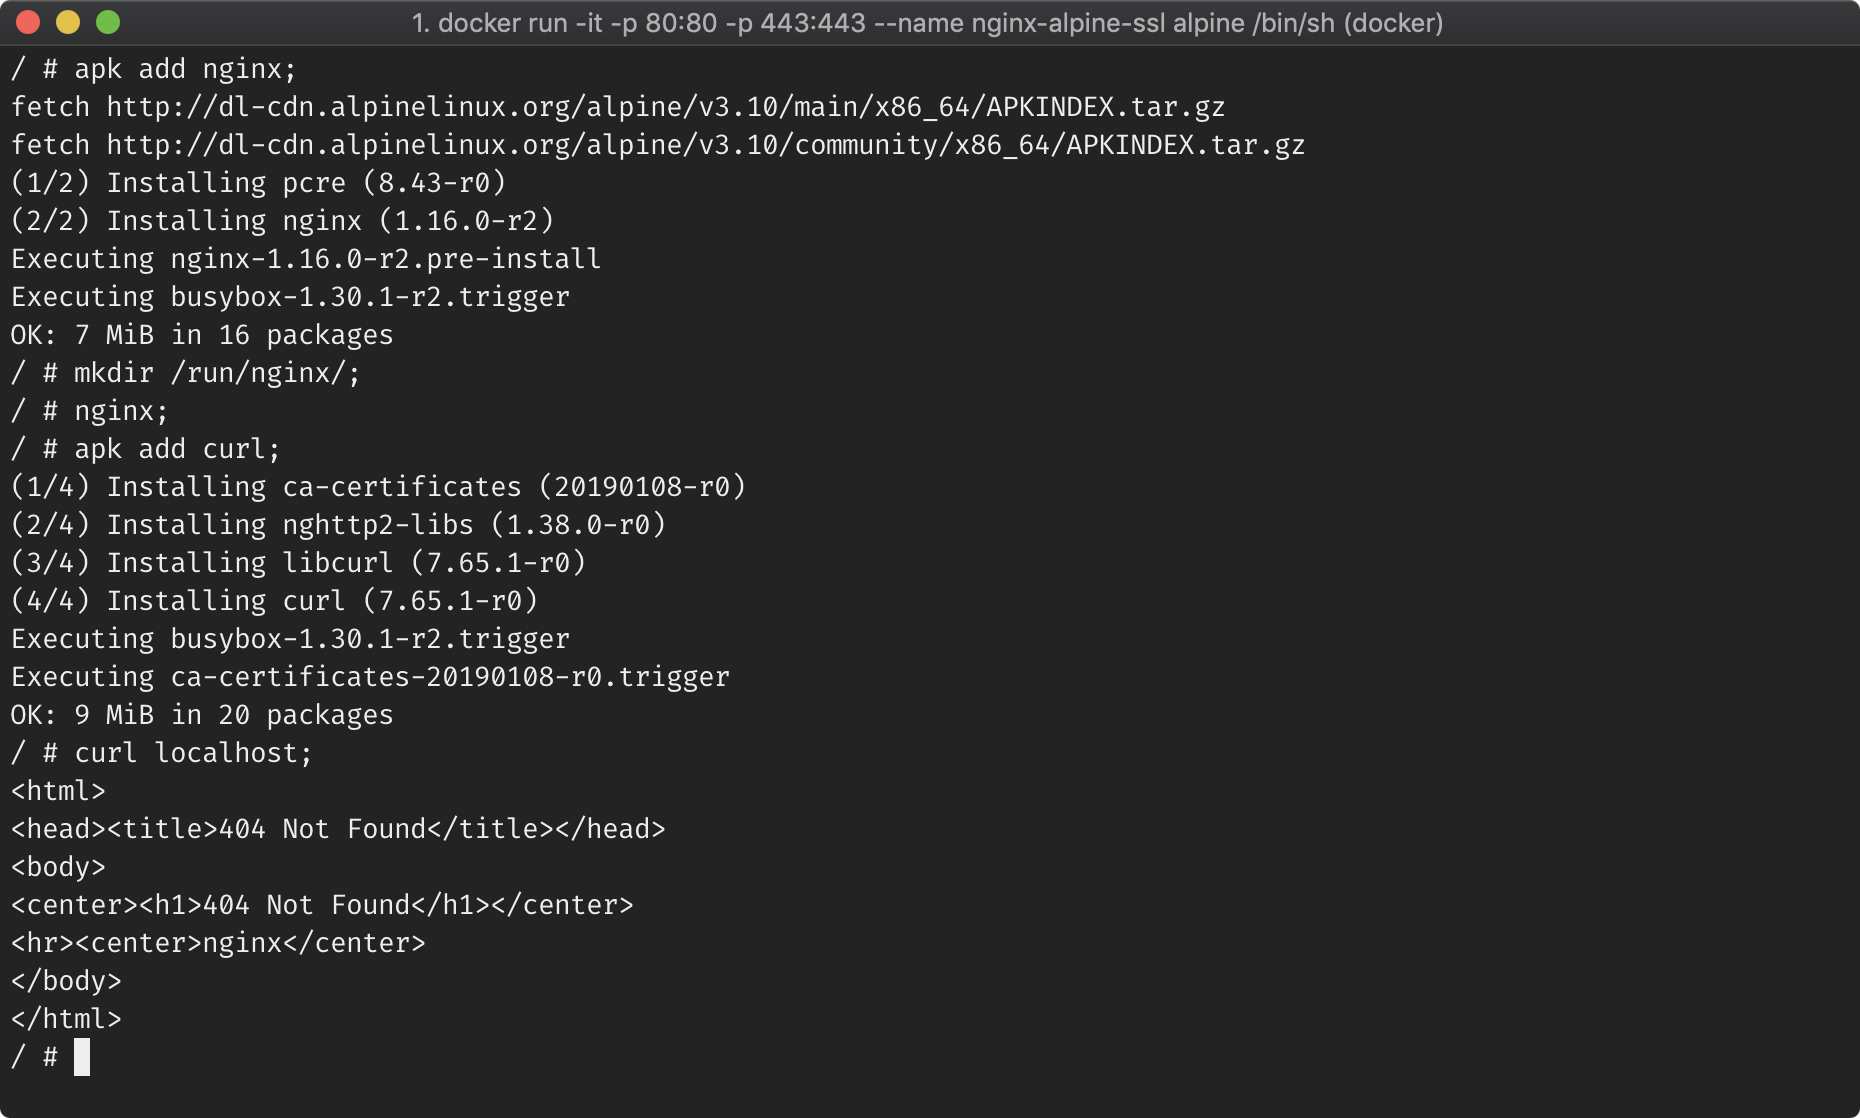 1. docker run -it -p 80:80 -p 443:443 --name nginx-alpine-ssl alpine /bin/sh (docker)
/ # apk add nginx;
fetch http://dl-cdn.alpinelinux.org/alpine/v3.10/main/x86_64/APKINDEX.tar.gz
fetch http://dl-cdn.alpinelinux.org/alpine/v3.10/community/x86_64/APKINDEX.tar.gz
(1/2) Installing pcre (8.43-r0)
(2/2) Installing nginx (1.16.0-r2)
Executing nginx-1.16.0-r2.pre-install
Executing busybox-1.30.1-r2.trigger
OK: 7 MiB in 16 packages
/ # mkdir /run/nginx/;
/ # nginx;
/ # apk add curl;
(1/4) Installing ca-certificates (20190108-r0)
(2/4) Installing nghttp2-libs (1.38.0-r0)
(3/4) Installing libcurl (7.65.1-r0)
(4/4) Installing curl (7.65.1-r0)
Executing busybox-1.30.1-r2.trigger
Executing ca-certificates-20190108-r0.trigger
OK: 9 MiB in 20 packages
/ # curl localhost;
<html>
<head><title>404 Not Found</title></head>
<body>
<center><h1>404 Not Found</h1></center>
<hr><center>nginx</center>
</body>
</html>
/ #